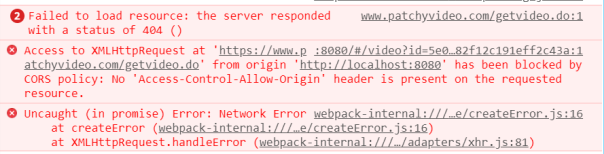 2 Failed to load resource: the server responded www.patchyvideo.com/getvideo.do:1
with a status of 404 ()
Access to XMLHttpRequest at 'https://www.p :8080/#/video?id=5e0…82f12c191eff2c43a:1
atchyvideo.com/getvideo.do' from origin 'http://localhost:8080' has been blocked by
CORS policy: No 'Access-Control-Allow-Origin' header is present on the requested
resource.
Uncaught (in promise) Error: Network Error webpack-internal:///…e/createError.js:16
at createError (webpack-internal:///…e/createError.js:16)
at XMLHttpRequest.handleError (webpack-internal:///…/adapters/xhr.js:81)